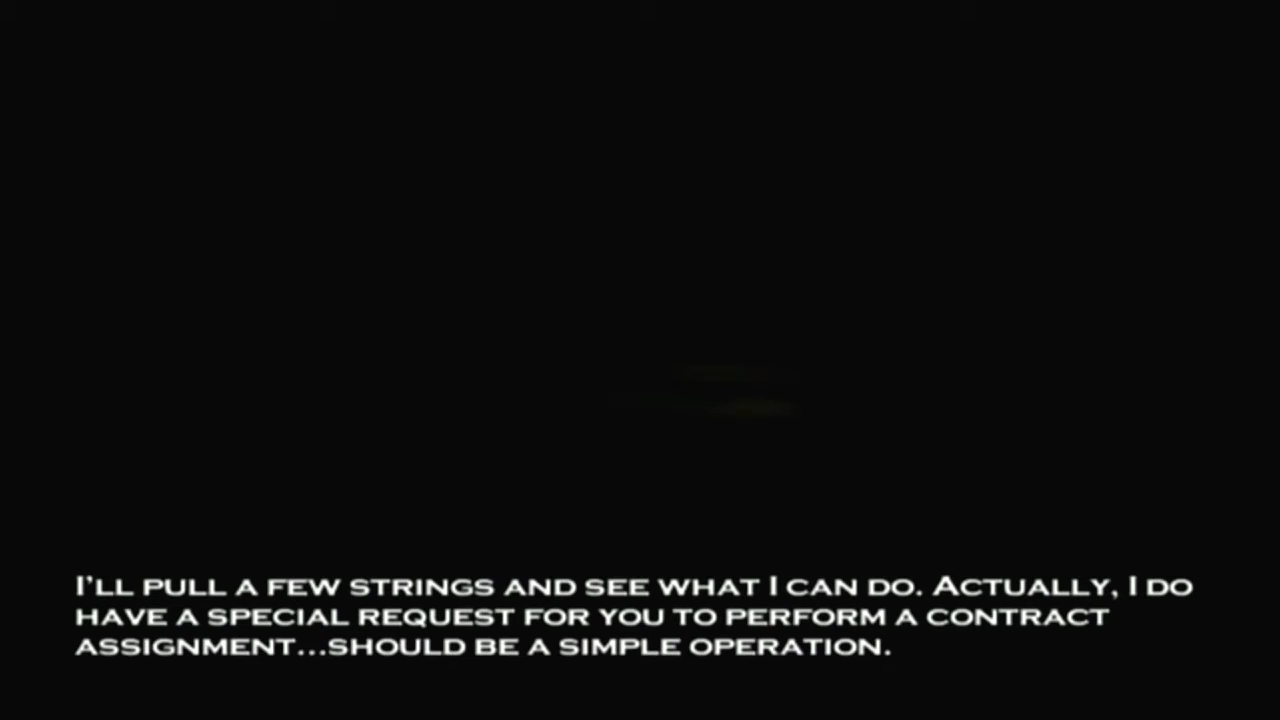 I'll pull a few strings and see what I can do. Actually, I do
have a special request for you to perform a contract
assignment...should be a simple operation.